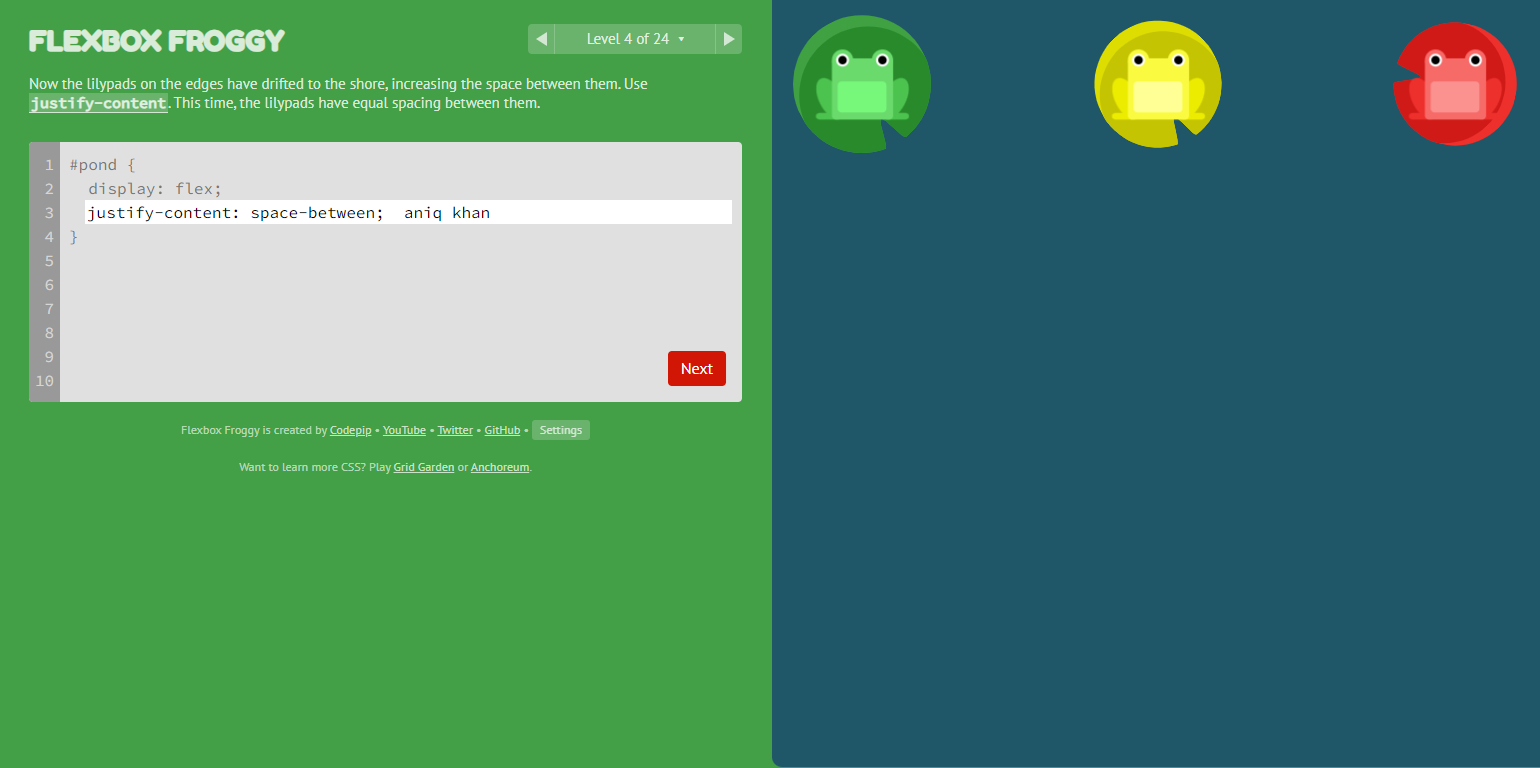 FLEXBOX FROGGY
Level 4 of 24
Now the lilypads on the edges have drifted to the shore, increasing the space between them. Use
justify-content. This time, the lilypads have equal spacing between them.
1 #pond {
2 display: flex;
3 justify-content: space-between;  aniq khan
4 }
5
6
7
8
9
10
Next
Flexbox Froggy is created by Codepip • YouTube • Twitter • GitHub • Settings
Want to learn more CSS? Play Grid Garden or Anchoreum.